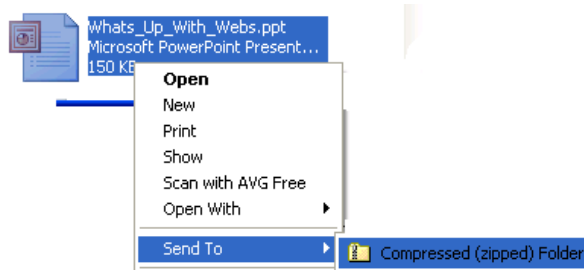 Whats_Up_With_Webs.ppt
Microsoft PowerPoint Present...
150 KB
Open
New
Print
Show
Scan with AVG Free
Open With
Send To
Compressed (zipped) Folder